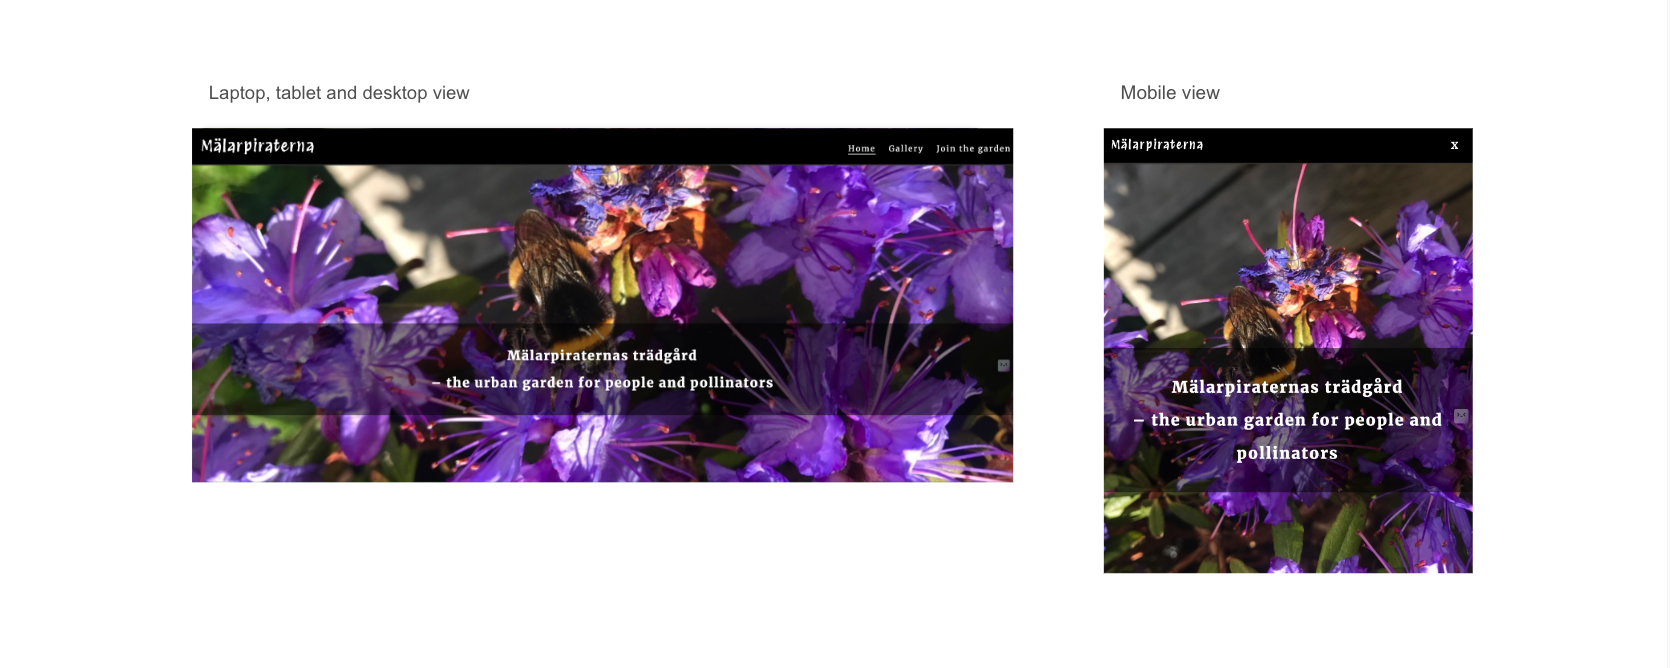 Laptop, tablet and desktop view
Mälarpiraterna
Home Gallery Join the garden
Mälarpiraternas trädgård
– the urban garden for people and pollinators
Mobile view
Mälarpiraterna
x
Mälarpiraternas trädgård
– the urban garden for people and
pollinators